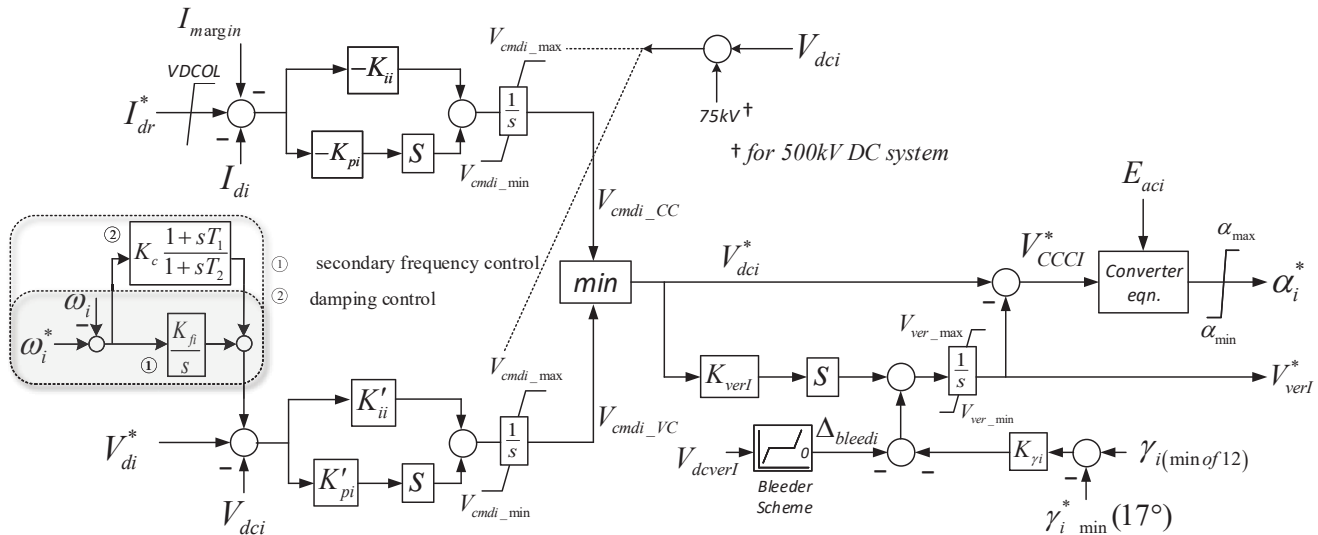 I_margin
VDCOL
I*_dr
–
–
I_di
−K_ii
−K_pi
S
V_cmdi_max
1/s
V_cmdi_min
V_dci
75kV†
† for 500kV DC system
V_cmdi_CC
② K_c (1 + sT_1)/(1 + sT_2)
① secondary frequency control
② damping control
ω_i
–
ω*_i
① K_fi/s
V*_di
–
V_dci
K′_ii
K′_pi
S
V_cmdi_max
1/s
V_cmdi_min
V_cmdi_VC
min
V*_dci
–
V*_CCCI
E_aci
Converter
eqn.
α_max
α_min
α*_i
K_verI
S
V_ver_max
1/s
V_ver_min
V*_verI
V_dcverI
0
Bleeder
Scheme
Δ_bleedi
–
–
K_γi
–
γ_i(min of 12)
γ*_i_min (17°)